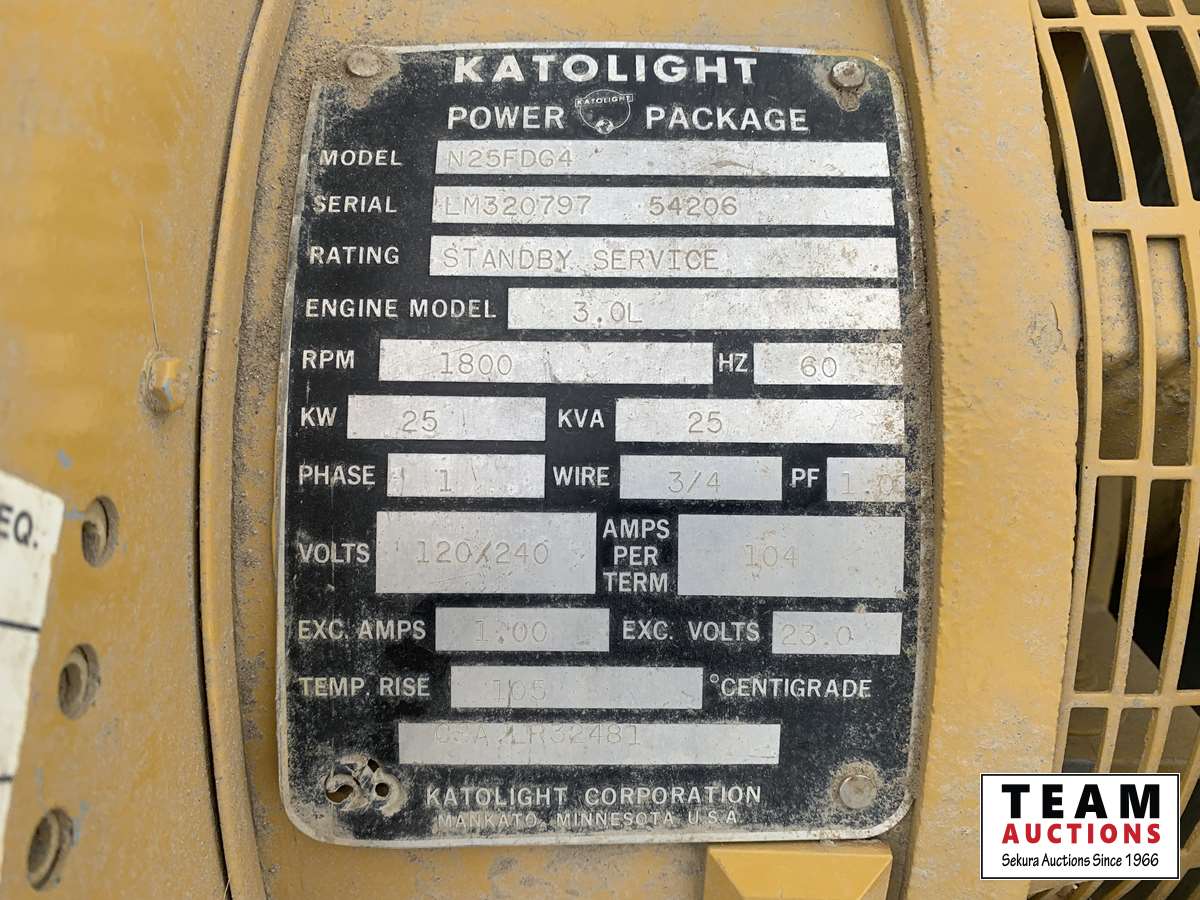 KATOLIGHT
POWER KATOLIGHT PACKAGE
MODEL N25FDG4
SERIAL LM320797 54206
RATING STANDBY SERVICE
ENGINE MODEL 3.0L
RPM 1800 HZ 60
KW 25 KVA 25
PHASE 1 WIRE 3/4 PF 1.0
VOLTS 120/240 AMPS PER TERM 104
EXC. AMPS 1.00 EXC. VOLTS 23.0
TEMP. RISE 105 °CENTIGRADE
LR32481
KATOLIGHT CORPORATION
MANKATO, MINNESOTA U.S.A.
EQ.
TEAM
AUCTIONS
Sekura Auctions Since 1966